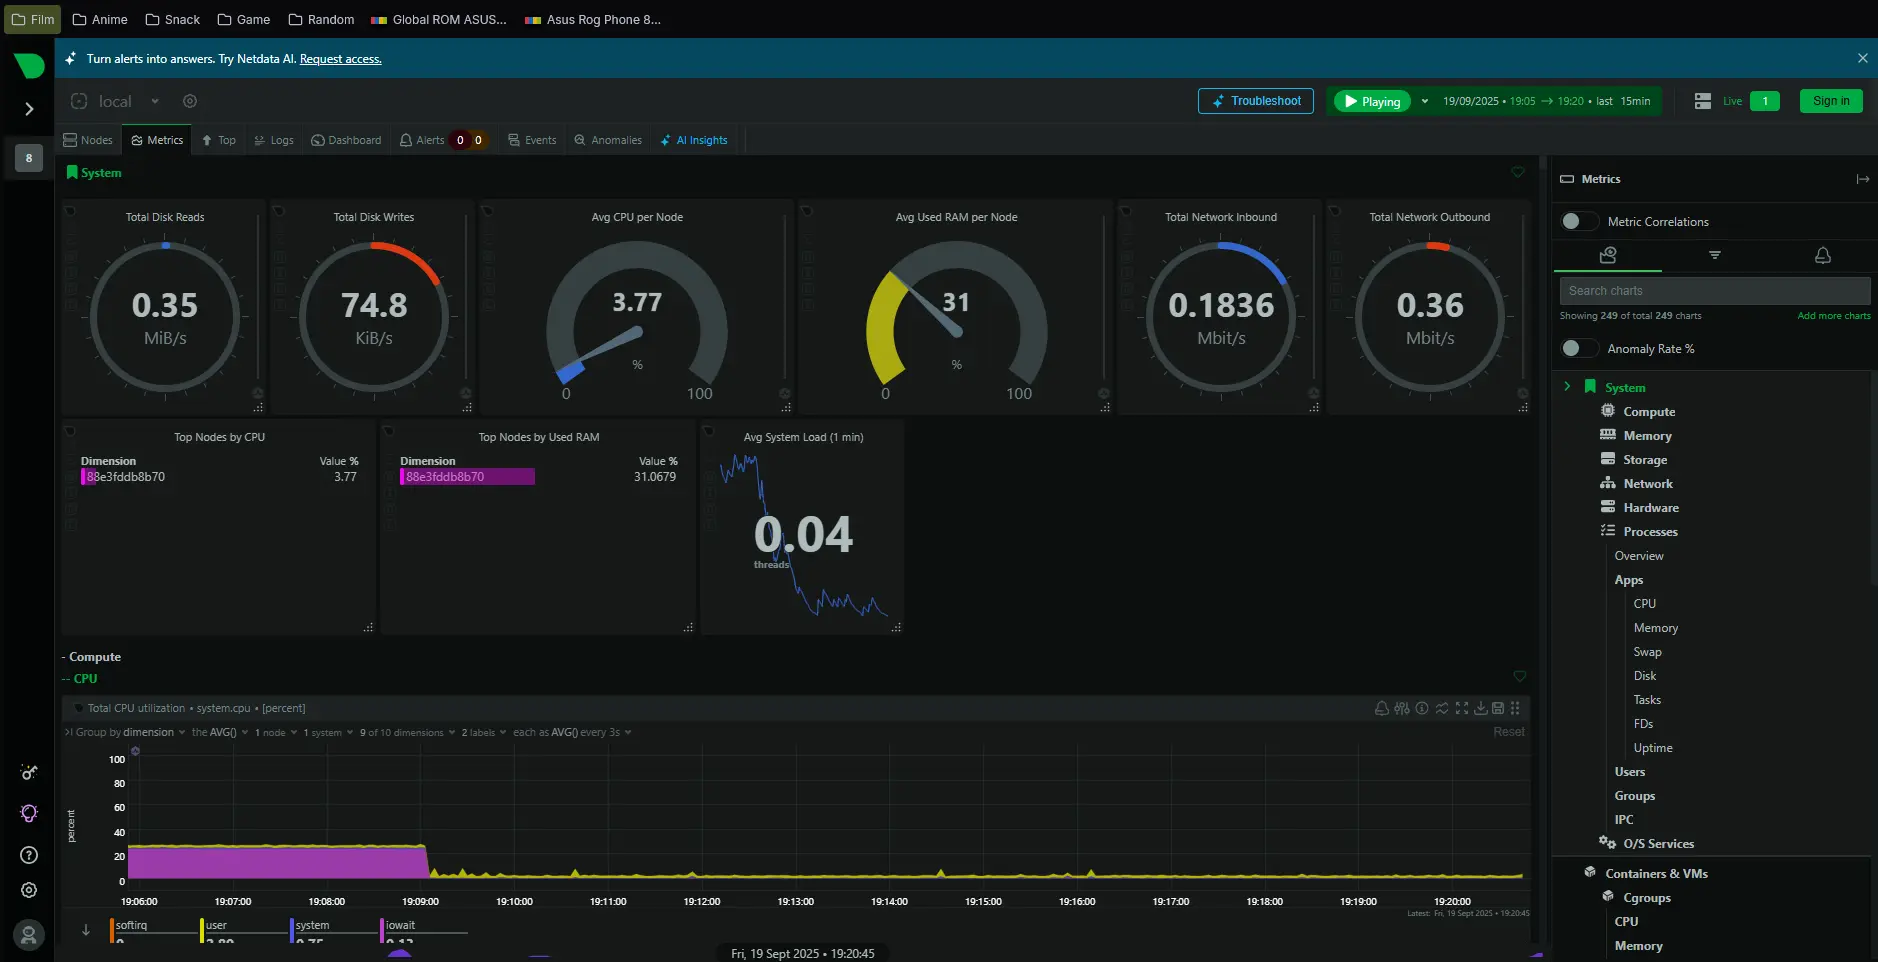 Film Anime Snack Game Random Global ROM ASUS... Asus Rog Phone 8...
Turn alerts into answers. Try Netdata AI. Request access.
local Troubleshoot Playing 19/09/2025 • 19:05 → 19:20 • last 15min Live 1 Sign in
Nodes Metrics Top Logs Dashboard Alerts 0 0 Events Anomalies AI Insights
8
System
Total Disk Reads
0.35
MiB/s
Total Disk Writes
74.8
KiB/s
Avg CPU per Node
3.77
%
0 100
Avg Used RAM per Node
31
%
0 100
Total Network Inbound
0.1836
Mbit/s
Total Network Outbound
0.36
Mbit/s
Top Nodes by CPU
Dimension Value %
88e3fddb8b70 3.77
Top Nodes by Used RAM
Dimension Value %
88e3fddb8b70 31.0679
Avg System Load (1 min)
0.04
threads
- Compute
-- CPU
Total CPU utilization • system.cpu • [percent]
Group by dimension the AVG() 1 node 1 system 9 of 10 dimensions 2 labels each as AVG() every 3s Reset
percent
100
80
60
40
20
0
19:06:00 19:07:00 19:08:00 19:09:00 19:10:00 19:11:00 19:12:00 19:13:00 19:14:00 19:15:00 19:16:00 19:17:00 19:18:00 19:19:00 19:20:00
Latest: Fri, 19 Sept 2025 • 19:20:45
softirq user system iowait
Fri, 19 Sept 2025 • 19:20:45
Metrics
Metric Correlations
Search charts
Showing 249 of total 249 charts Add more charts
Anomaly Rate %
System
Compute
Memory
Storage
Network
Hardware
Processes
Overview
Apps
CPU
Memory
Swap
Disk
Tasks
FDs
Uptime
Users
Groups
IPC
O/S Services
Containers & VMs
Cgroups
CPU
Memory